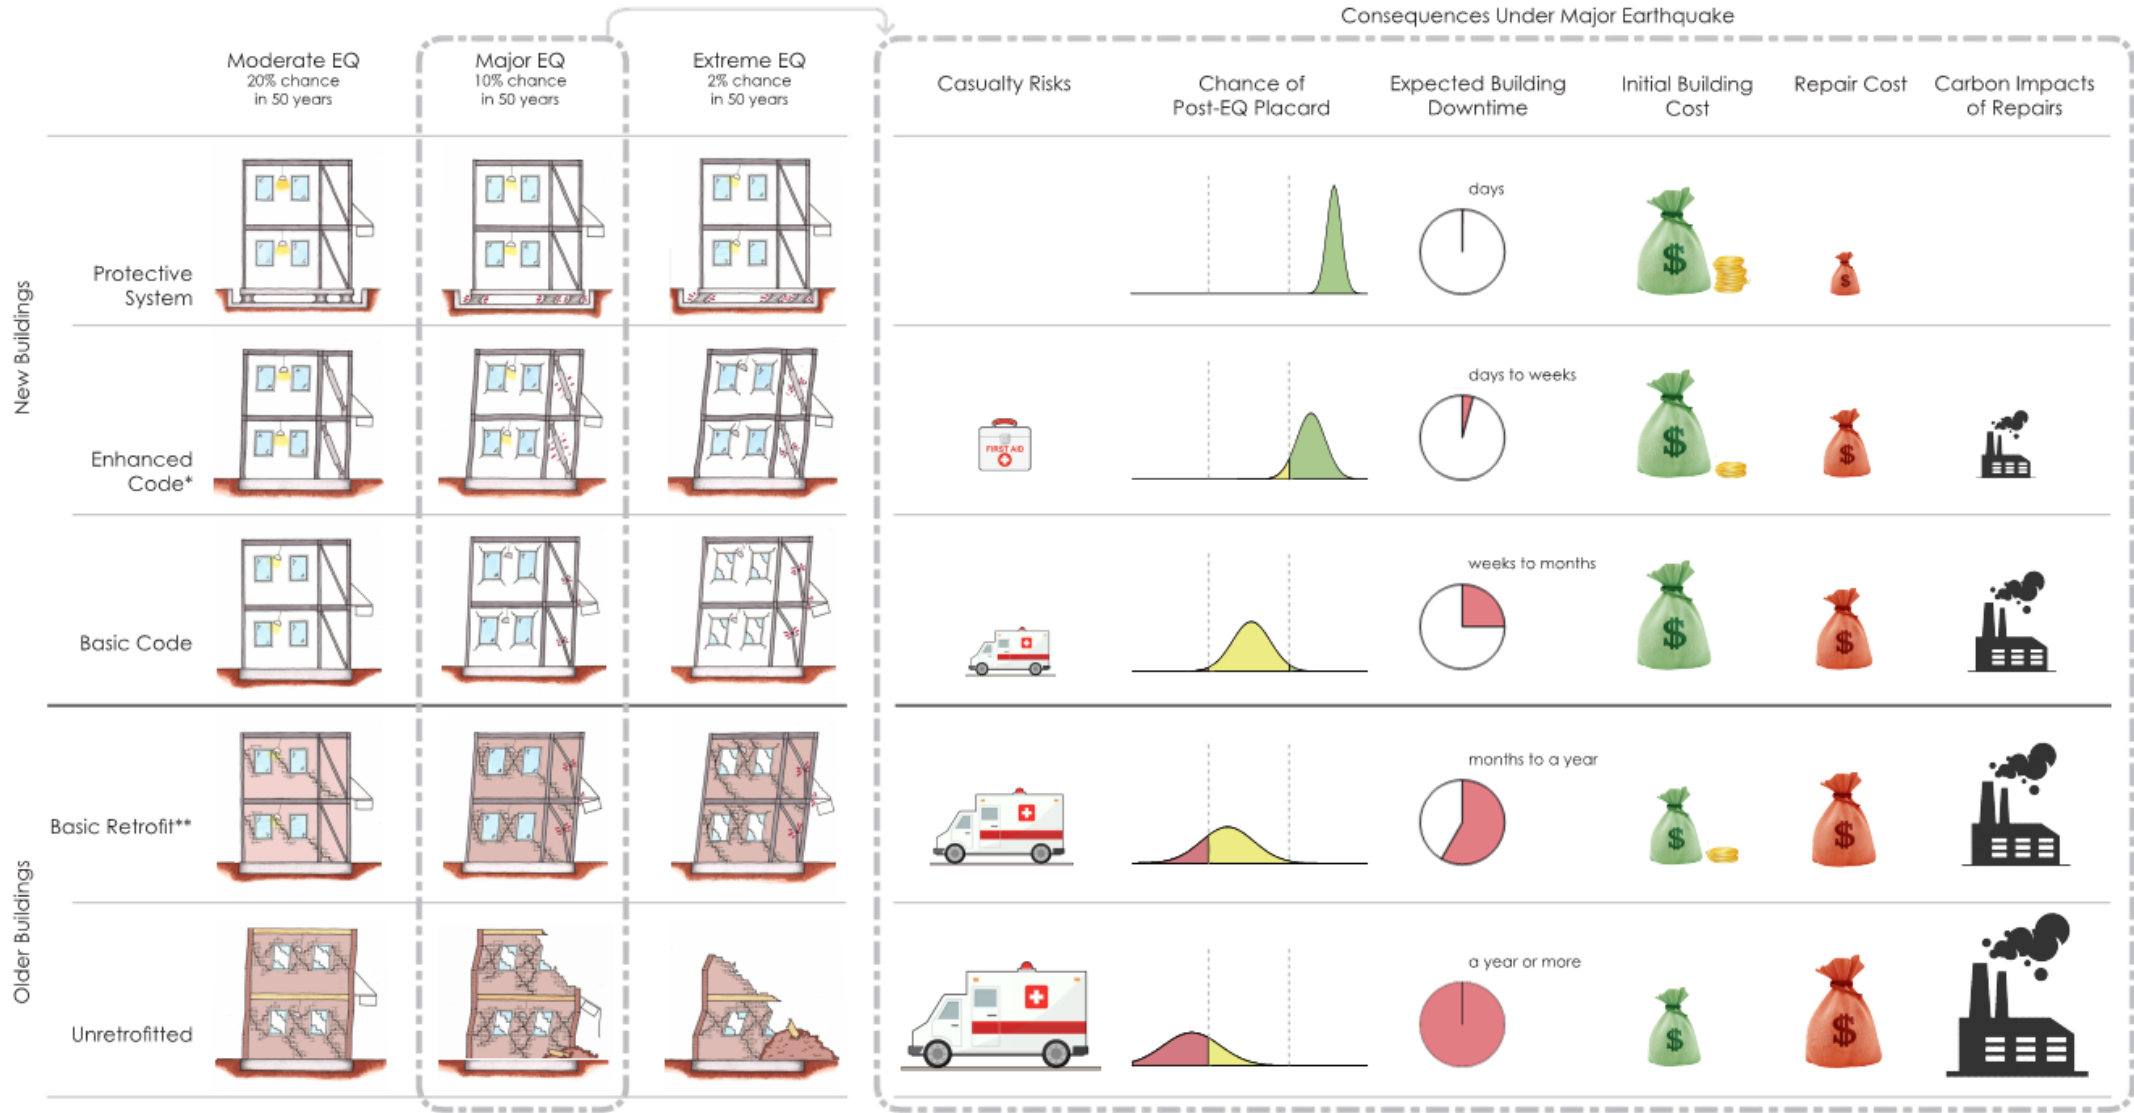 Consequences Under Major Earthquake
Moderate EQ
20% chance
in 50 years
Major EQ
10% chance
in 50 years
Extreme EQ
2% chance
in 50 years
Casualty Risks
Chance of
Post-EQ Placard
Expected Building
Downtime
Initial Building
Cost
Repair Cost
Carbon Impacts
of Repairs
New Buildings
Protective
System
days
$
$
Enhanced
Code*
FIRST AID
days to weeks
$
$
Basic Code
weeks to months
$
$
Older Buildings
Basic Retrofit**
months to a year
$
$
Unretrofitted
a year or more
$
$